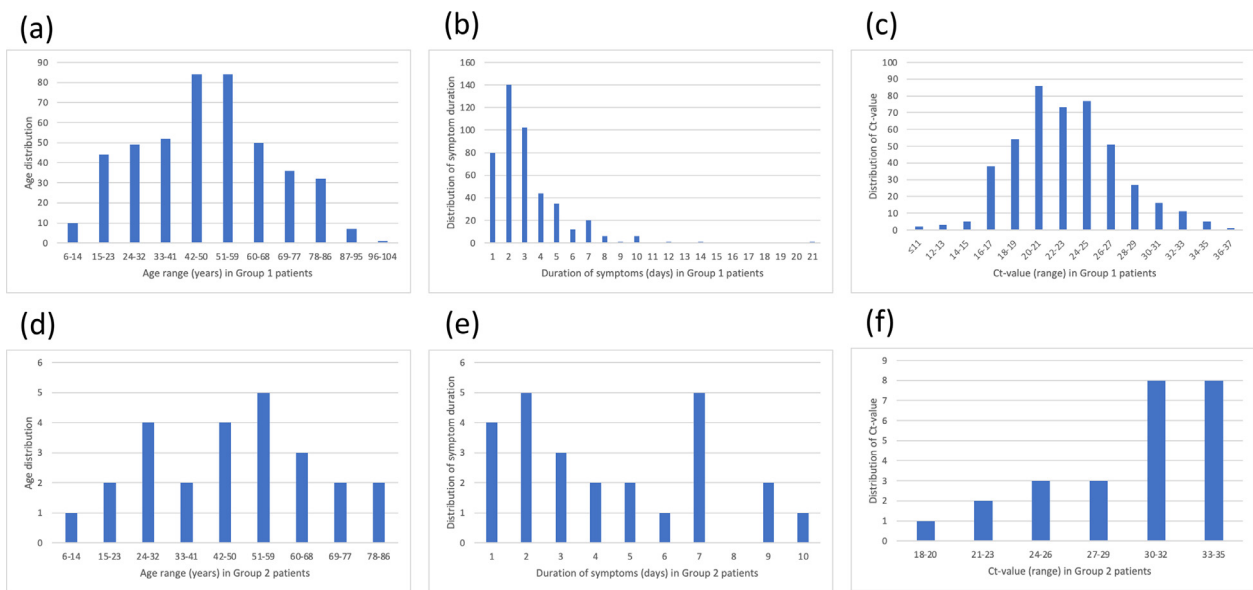 (a)
Age distribution
90
80
70
60
50
40
30
20
10
0
6-14 15-23 24-32 33-41 42-50 51-59 60-68 69-77 78-86 87-95 96-104
Age range (years) in Group 1 patients
(b)
Distribution of symptom duration
160
140
120
100
80
60
40
20
0
1 2 3 4 5 6 7 8 9 10 11 12 13 14 15 16 17 18 19 20 21
Duration of symptoms (days) in Group 1 patients
(c)
Distribution of Ct-value
100
90
80
70
60
50
40
30
20
10
0
≤11 12-13 14-15 16-17 18-19 20-21 22-23 24-25 26-27 28-29 30-31 32-33 34-35 36-37
Ct-value (range) in Group 1 patients
(d)
Age distribution
6
5
4
3
2
1
0
6-14 15-23 24-32 33-41 42-50 51-59 60-68 69-77 78-86
Age range (years) in Group 2 patients
(e)
Distribution of symptom duration
6
5
4
3
2
1
0
1 2 3 4 5 6 7 8 9 10
Duration of symptoms (days) in Group 2 patients
(f)
Distribution of Ct-value
9
8
7
6
5
4
3
2
1
0
18-20 21-23 24-26 27-29 30-32 33-35
Ct-value (range) in Group 2 patients